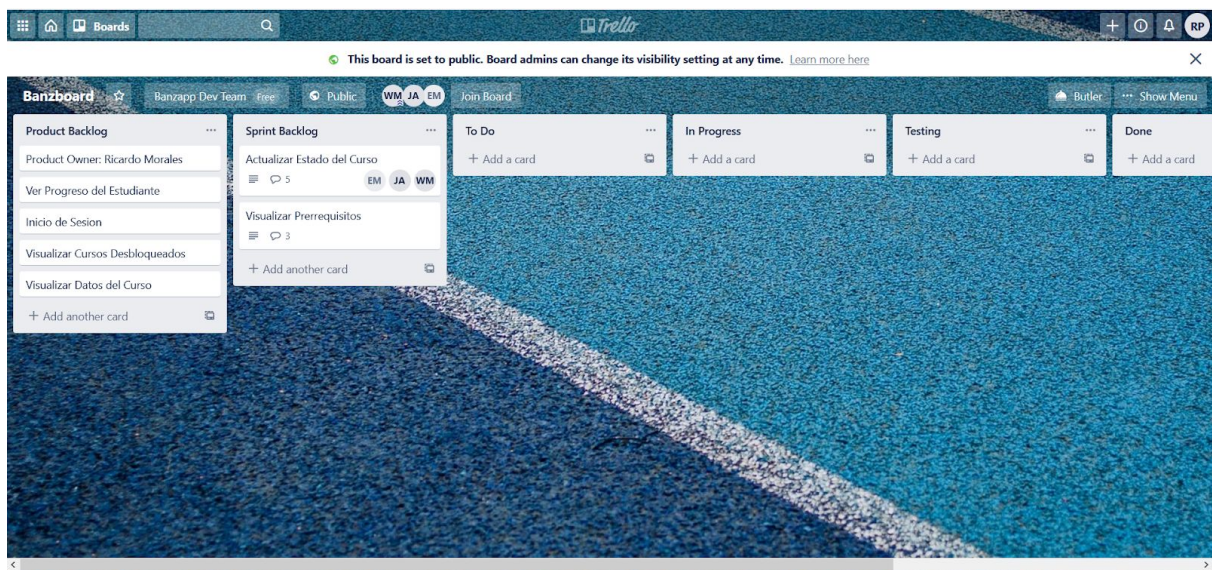 Boards
Trello
RP
This board is set to public. Board admins can change its visibility setting at any time. Learn more here
Banzboard Banzapp Dev Team Free Public WM JA EM Join Board Butler ··· Show Menu
Product Backlog
Product Owner: Ricardo Morales
Ver Progreso del Estudiante
Inicio de Sesion
Visualizar Cursos Desbloqueados
Visualizar Datos del Curso
+ Add another card
Sprint Backlog
Actualizar Estado del Curso
5 EM JA WM
Visualizar Prerrequisitos
3
+ Add another card
To Do
+ Add a card
In Progress
+ Add a card
Testing
+ Add a card
Done
+ Add a card